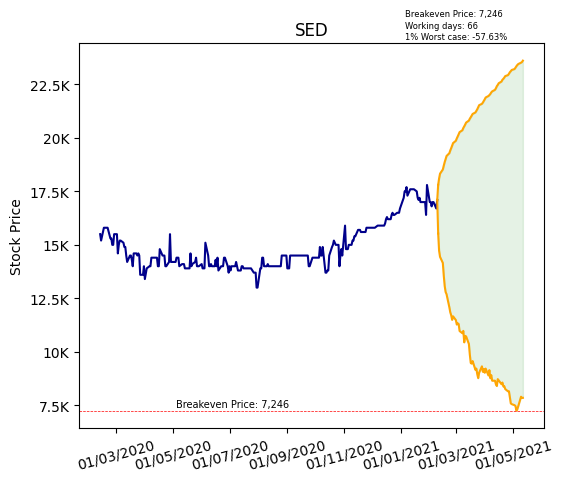 Breakeven Price: 7,246
Working days: 66
1% Worst case: -57.63%
SED
Stock Price
22.5K
20K
17.5K
15K
12.5K
10K
7.5K
Breakeven Price: 7,246
01/03/2020
01/05/2020
01/07/2020
01/09/2020
01/11/2020
01/01/2021
01/03/2021
01/05/2021